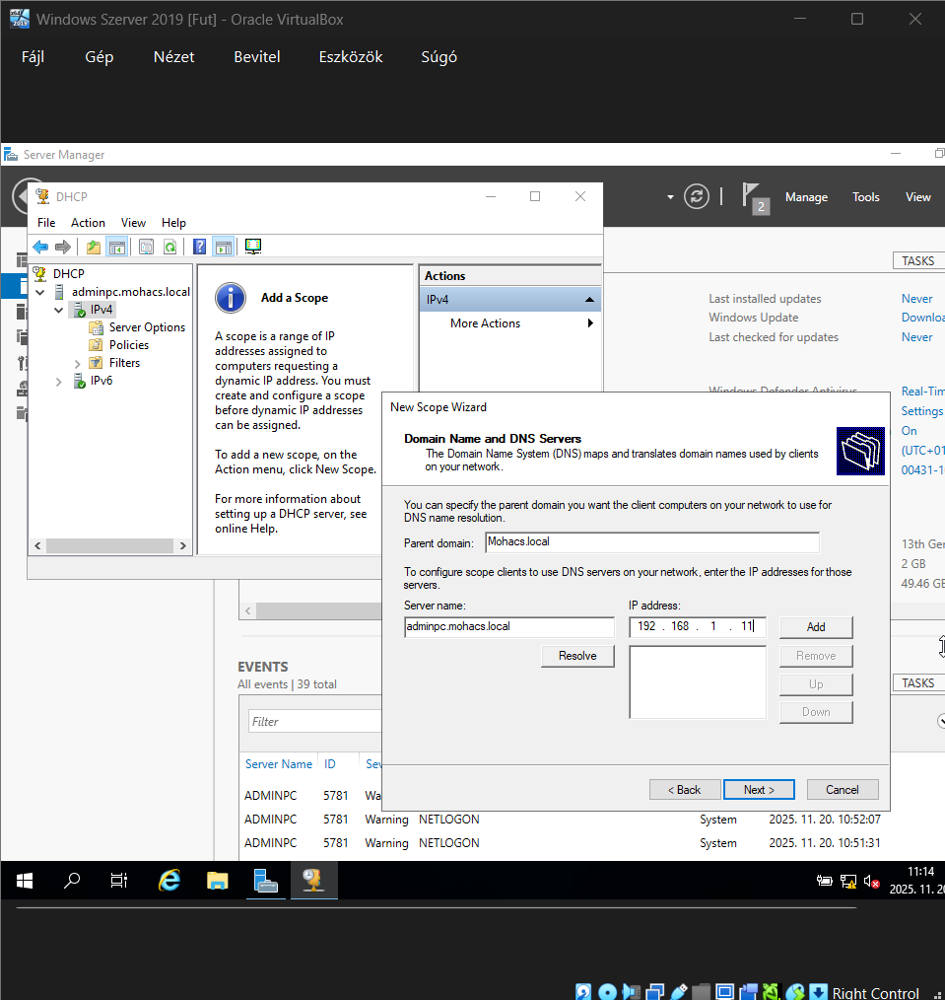 Windows Szerver 2019 [Fut] - Oracle VirtualBox
Fájl Gép Nézet Bevitel Eszközök Súgó
Server Manager
2 Manage Tools View
DHCP
File Action View Help
DHCP
adminpc.mohacs.local
IPv4
Server Options
Policies
Filters
IPv6
Add a Scope
A scope is a range of IP
addresses assigned to
computers requesting a
dynamic IP address. You must
create and configure a scope
before dynamic IP addresses
can be assigned.
To add a new scope, on the
Action menu, click New Scope.
For more information about
setting up a DHCP server, see
online Help.
Actions
IPv4
More Actions
TASKS
Last installed updates Never
Windows Update Downloa
Last checked for updates Never
Windows Defender Antivirus Real-Tim
Settings
On
(UTC+01
00431-1
13th Ger
2 GB
49.46 GE
New Scope Wizard
Domain Name and DNS Servers
The Domain Name System (DNS) maps and translates domain names used by clients
on your network.
You can specify the parent domain you want the client computers on your network to use for
DNS name resolution.
Parent domain: Mohacs.local
To configure scope clients to use DNS servers on your network, enter the IP addresses for those
servers.
Server name: IP address:
adminpc.mohacs.local 192 . 168 . 1 . 11 Add
Resolve Remove
Up
Down
< Back Next > Cancel
EVENTS
All events | 39 total
TASKS
Filter
Server Name ID Sev
ADMINPC 5781 Wa
ADMINPC 5781 Warning NETLOGON System 2025. 11. 20. 10:52:07
ADMINPC 5781 Warning NETLOGON System 2025. 11. 20. 10:51:31
11:14
2025. 11. 20
Right Control